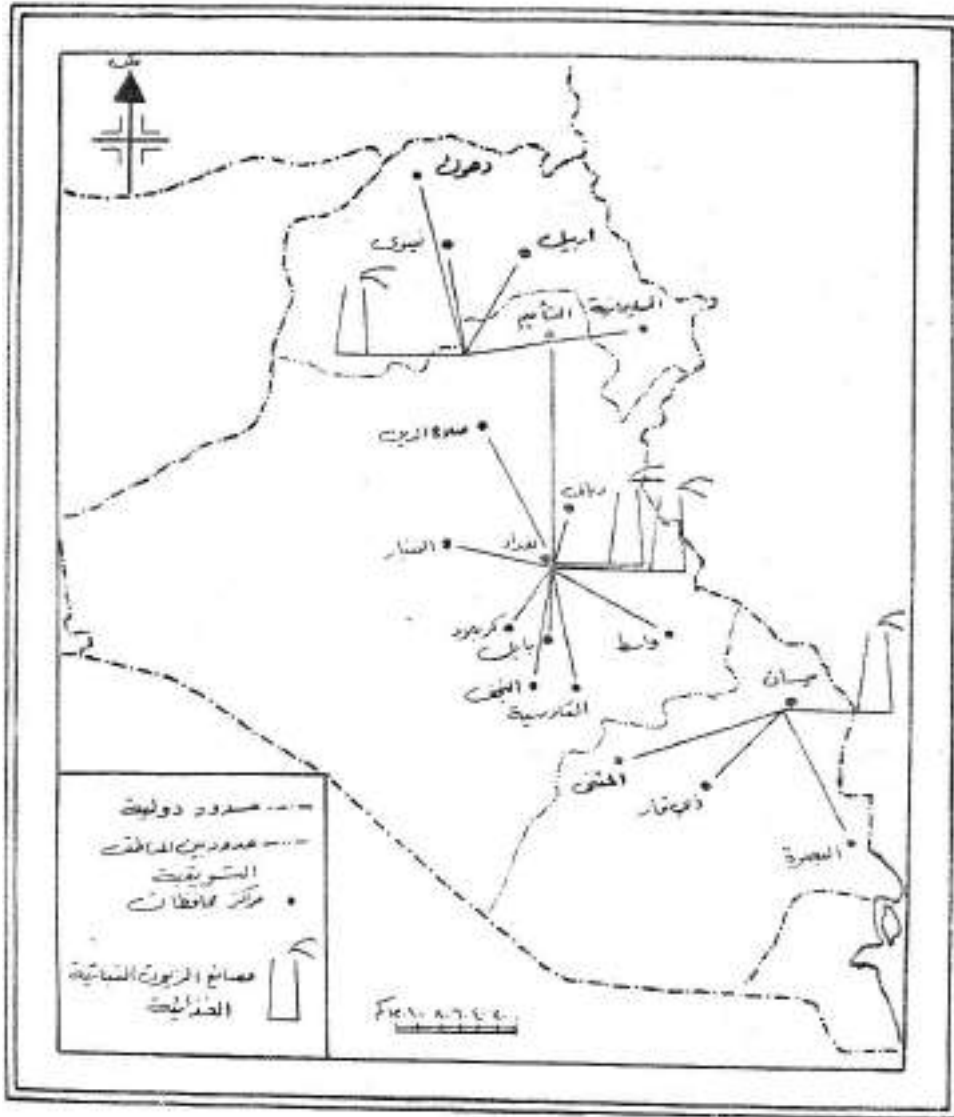 دهوك
نينوى
اربيل
السليمانية
التأميم
صلاح الدين
ديالى
بغداد
الانبار
كربلاء
بابل
واسط
النجف
القادسية
ميسان
المثنى
ذي قار
البصرة
حدود دولية
حدود بين المناطق
التسويقية
مراكز محافظات
مصانع الزيوت النباتية
الغذائية